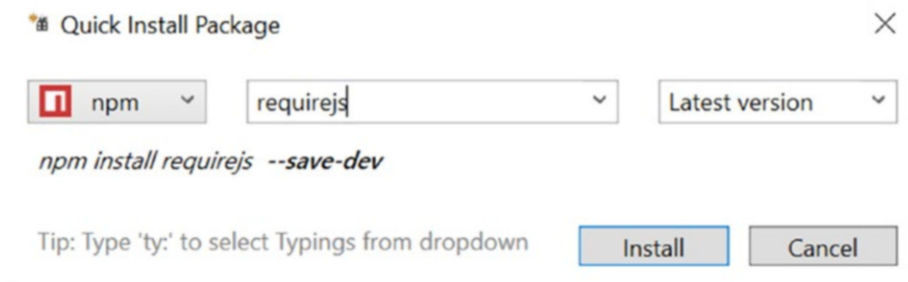 Quick Install Package
npm requirejs Latest version
npm install requirejs --save-dev
Tip: Type 'ty:' to select Typings from dropdown Install Cancel